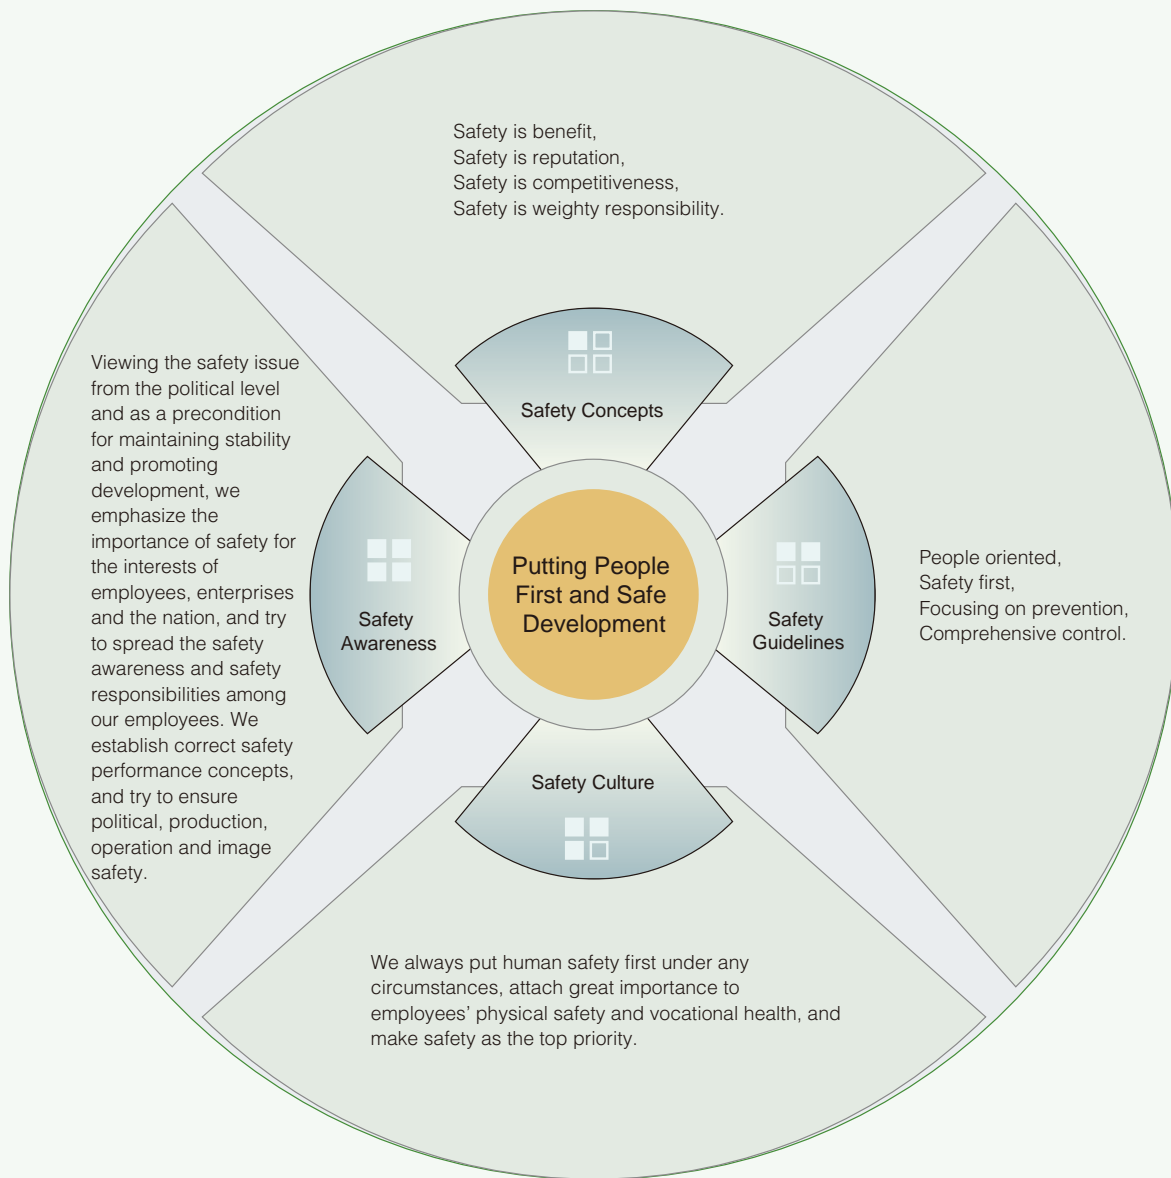 Safety is benefit,
Safety is reputation,
Safety is competitiveness,
Safety is weighty responsibility.
Safety Concepts
Viewing the safety issue
from the political level
and as a precondition
for maintaining stability
and promoting
development, we
emphasize the
importance of safety for
the interests of
employees, enterprises
and the nation, and try
to spread the safety
awareness and safety
responsibilities among
our employees. We
establish correct safety
performance concepts,
and try to ensure
political, production,
operation and image
safety.
Safety
Awareness
Putting People
First and Safe
Development
Safety
Guidelines
People oriented,
Safety first,
Focusing on prevention,
Comprehensive control.
Safety Culture
We always put human safety first under any
circumstances, attach great importance to
employees’ physical safety and vocational health, and
make safety as the top priority.